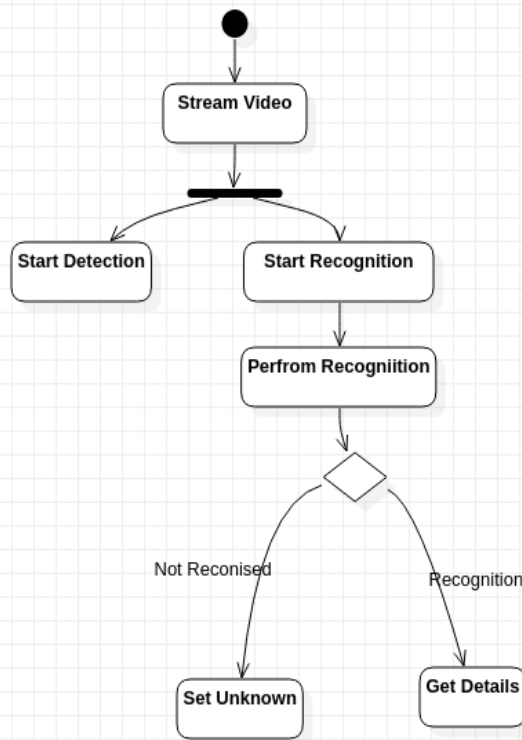 Stream Video
Start Detection
Start Recognition
Perfrom Recogniition
Not Reconised
Recognition
Set Unknown
Get Details